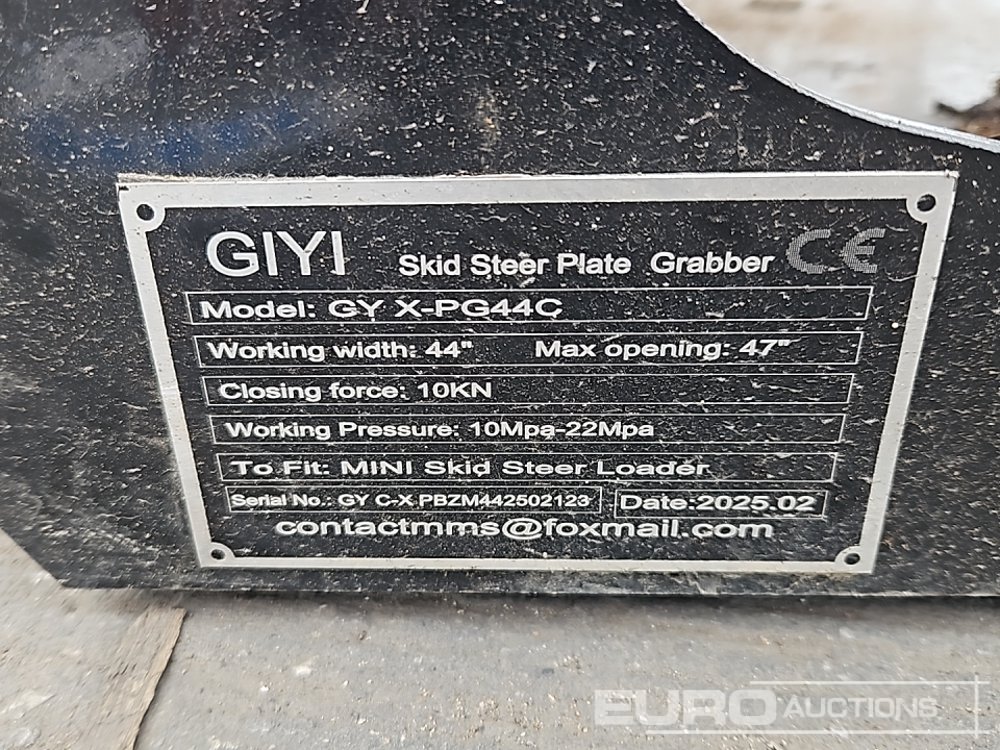 GIYI Skid Steer Plate Grabber CE
Model: GY X-PG44C
Working width: 44" Max opening: 47"
Closing force: 10KN
Working Pressure: 10Mpa-22Mpa
To Fit: MINI Skid Steer Loader
Serial No.: GY C-X PBZM442502123 Date:2025.02
contactmms@foxmail.com
EURO AUCTIONS